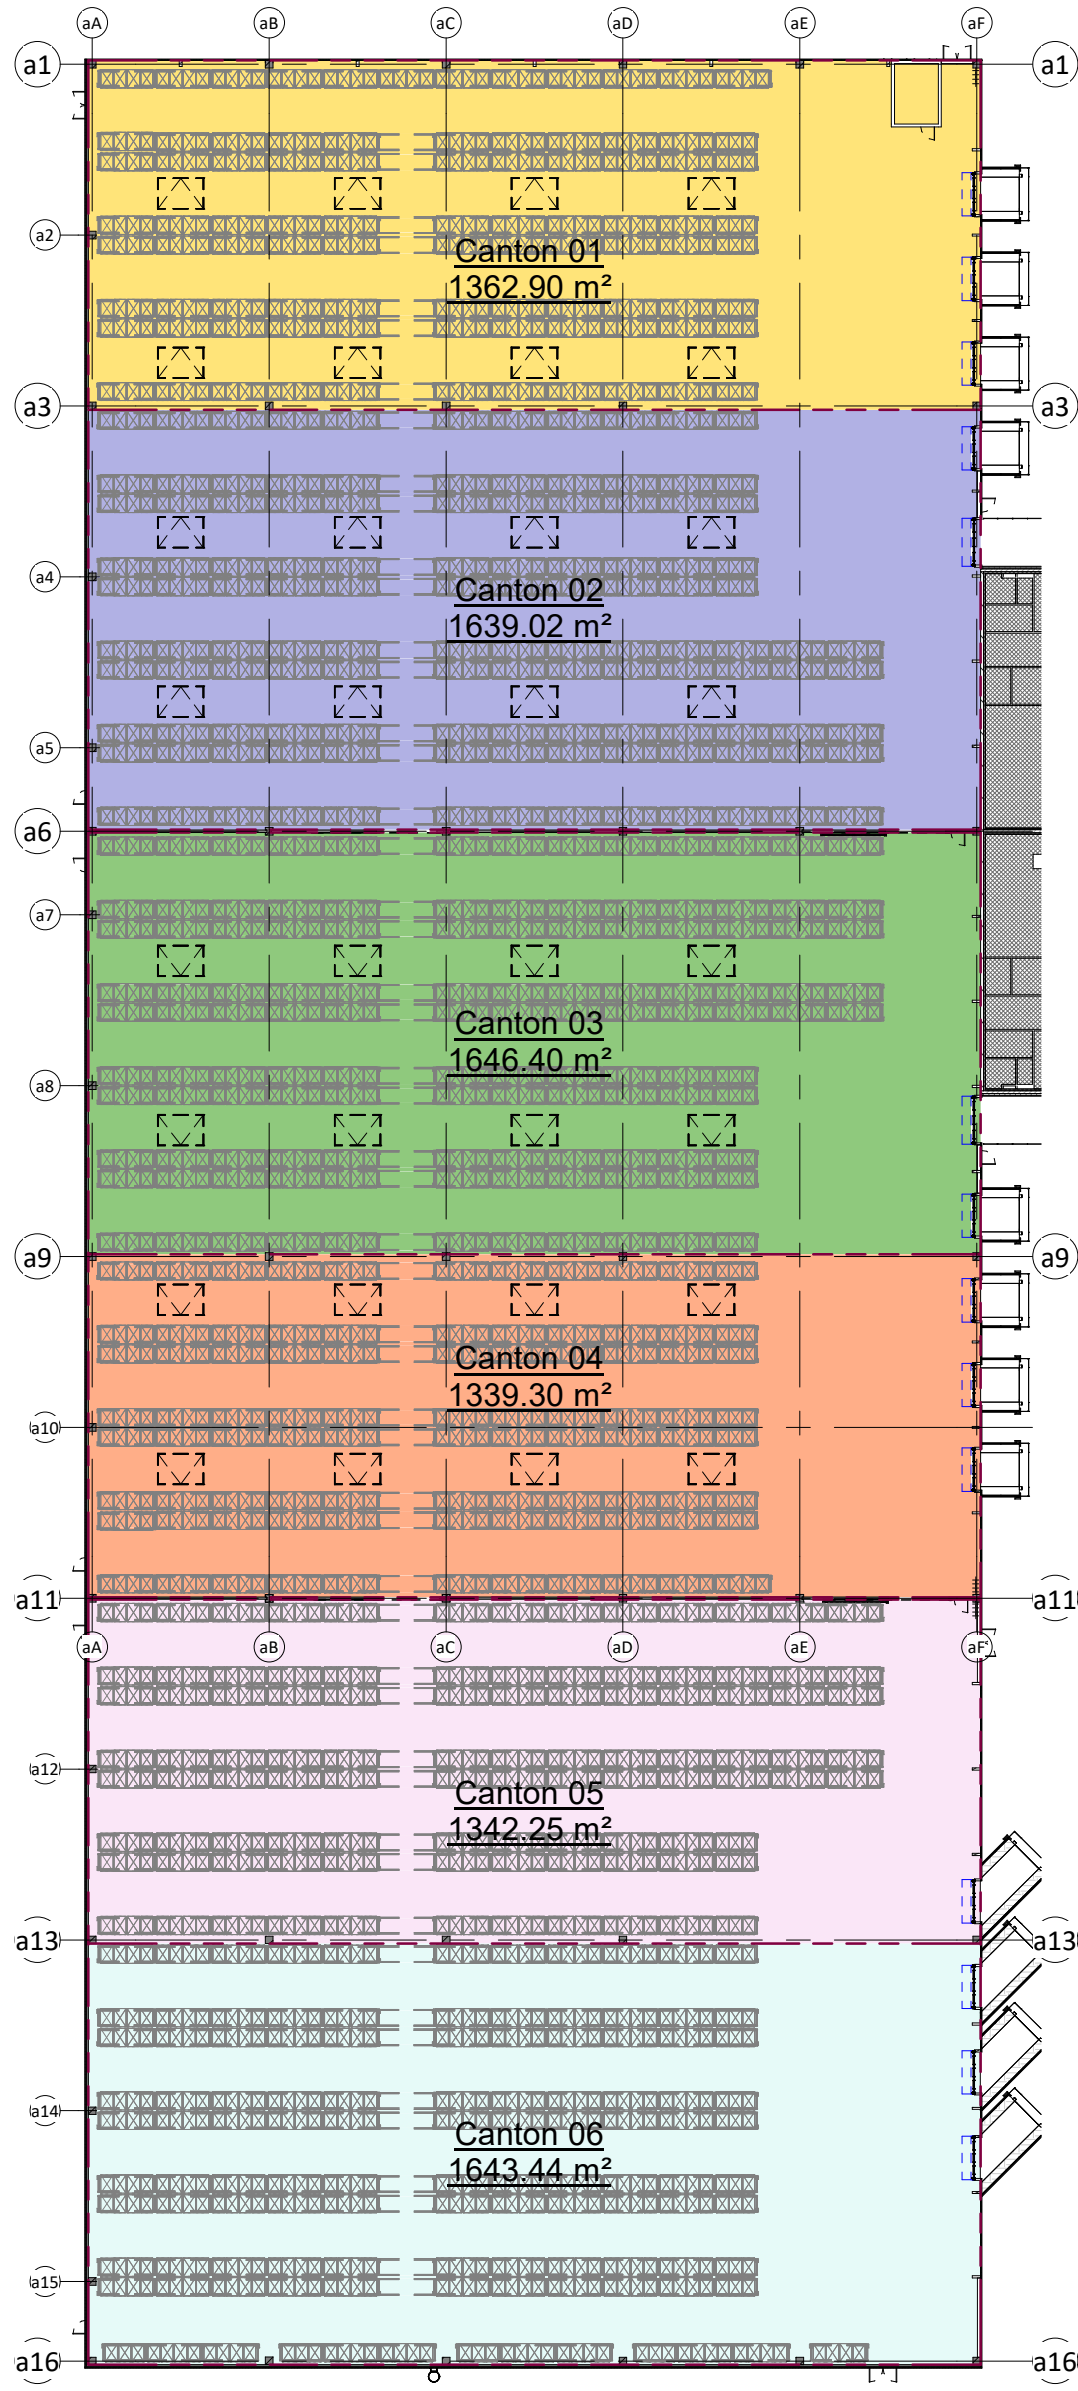 aA aB aC aD aE aF
a1 a1
a2
Canton 01
1362.90 m²
a3 a3
a4
Canton 02
1639.02 m²
a5
a6
a7
Canton 03
1646.40 m²
a8
a9 a9
Canton 04
1339.30 m²
a10
a11 a11
aA aB aC aD aE aF
a12
Canton 05
1342.25 m²
a13 a13
a14
Canton 06
1643.44 m²
a15
a16 a16